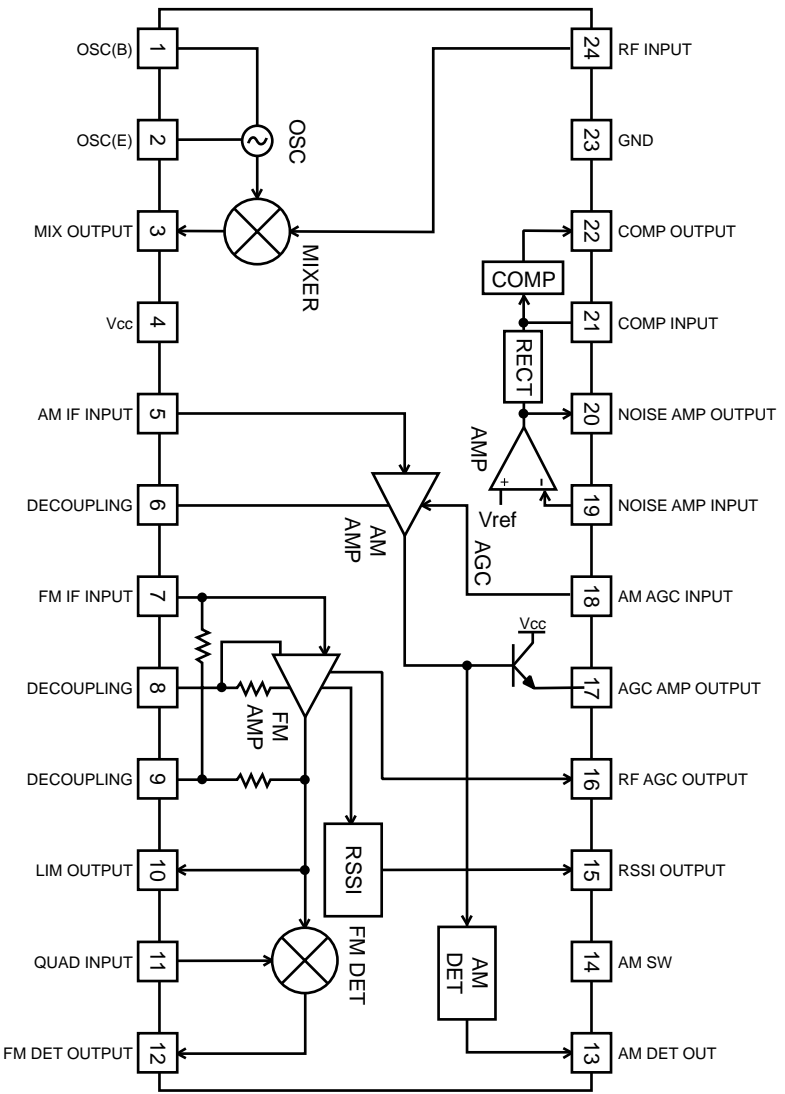 OSC(B)
1
24
RF INPUT
OSC(E)
2
OSC
23
GND
MIX OUTPUT
3
MIXER
22
COMP OUTPUT
COMP
Vcc
4
21
COMP INPUT
RECT
AM IF INPUT
5
20
NOISE AMP OUTPUT
AMP
+
-
Vref
DECOUPLING
6
AM
AMP
AGC
19
NOISE AMP INPUT
FM IF INPUT
7
18
AM AGC INPUT
Vcc
DECOUPLING
8
FM
AMP
17
AGC AMP OUTPUT
DECOUPLING
9
16
RF AGC OUTPUT
LIM OUTPUT
10
RSSI
15
RSSI OUTPUT
QUAD INPUT
11
FM DET
AM
DET
14
AM SW
FM DET OUTPUT
12
13
AM DET OUT